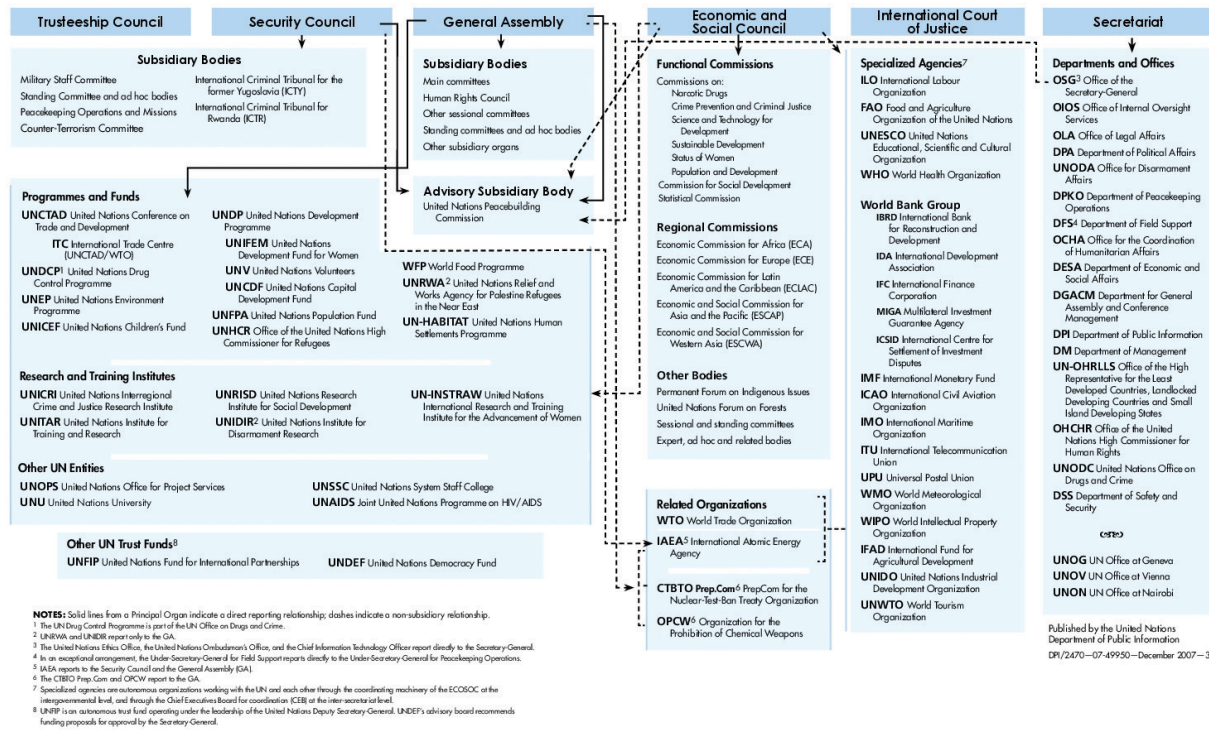 Trusteeship Council
Security Council
General Assembly
Economic and
Social Council
International Court
of Justice
Secretariat
Subsidiary Bodies
Military Staff Committee
Standing Committee and ad hoc bodies
Peacekeeping Operations and Missions
Counter-Terrorism Committee
International Criminal Tribunal for the
former Yugoslavia (ICTY)
International Criminal Tribunal for
Rwanda (ICTR)
Subsidiary Bodies
Main committees
Human Rights Council
Other sessional committees
Standing committees and ad hoc bodies
Other subsidiary organs
Advisory Subsidiary Body
United Nations Peacebuilding
Commission
Programmes and Funds
UNCTAD United Nations Conference on
Trade and Development
ITC International Trade Centre
(UNCTAD/WTO)
UNDCP¹ United Nations Drug
Control Programme
UNEP United Nations Environment
Programme
UNICEF United Nations Children's Fund
UNDP United Nations Development
Programme
UNIFEM United Nations
Development Fund for Women
UNV United Nations Volunteers
UNCDF United Nations Capital
Development Fund
UNFPA United Nations Population Fund
UNHCR Office of the United Nations High
Commissioner for Refugees
WFP World Food Programme
UNRWA² United Nations Relief and
Works Agency for Palestine Refugees
in the Near East
UN-HABITAT United Nations Human
Settlements Programme
Research and Training Institutes
UNICRI United Nations Interregional
Crime and Justice Research Institute
UNITAR United Nations Institute for
Training and Research
UNRISD United Nations Research
Institute for Social Development
UNIDIR² United Nations Institute for
Disarmament Research
UN-INSTRAW United Nations
International Research and Training
Institute for the Advancement of Women
Other UN Entities
UNOPS United Nations Office for Project Services
UNU United Nations University
UNSSC United Nations System Staff College
UNAIDS Joint United Nations Programme on HIV/AIDS
Other UN Trust Funds⁸
UNFIP United Nations Fund for International Partnerships
UNDEF United Nations Democracy Fund
Functional Commissions
Commissions on:
Narcotic Drugs
Crime Prevention and Criminal Justice
Science and Technology for
Development
Sustainable Development
Status of Women
Population and Development
Commission for Social Development
Statistical Commission
Regional Commissions
Economic Commission for Africa (ECA)
Economic Commission for Europe (ECE)
Economic Commission for Latin
America and the Caribbean (ECLAC)
Economic and Social Commission for
Asia and the Pacific (ESCAP)
Economic and Social Commission for
Western Asia (ESCWA)
Other Bodies
Permanent Forum on Indigenous Issues
United Nations Forum on Forests
Sessional and standing committees
Expert, ad hoc and related bodies
Related Organizations
WTO World Trade Organization
IAEA⁵ International Atomic Energy
Agency
CTBTO Prep.Com⁶ PrepCom for the
Nuclear-Test-Ban Treaty Organization
OPCW⁶ Organization for the
Prohibition of Chemical Weapons
Specialized Agencies⁷
ILO International Labour
Organization
FAO Food and Agriculture
Organization of the United Nations
UNESCO United Nations
Educational, Scientific and Cultural
Organization
WHO World Health Organization
World Bank Group
IBRD International Bank
for Reconstruction and
Development
IDA International Development
Association
IFC International Finance
Corporation
MIGA Multilateral Investment
Guarantee Agency
ICSID International Centre for
Settlement of Investment
Disputes
IMF International Monetary Fund
ICAO International Civil Aviation
Organization
IMO International Maritime
Organization
ITU International Telecommunication
Union
UPU Universal Postal Union
WMO World Meteorological
Organization
WIPO World Intellectual Property
Organization
IFAD International Fund for
Agricultural Development
UNIDO United Nations Industrial
Development Organization
UNWTO World Tourism
Organization
Departments and Offices
OSG³ Office of the
Secretary-General
OIOS Office of Internal Oversight
Services
OLA Office of Legal Affairs
DPA Department of Political Affairs
UNODA Office for Disarmament
Affairs
DPKO Department of Peacekeeping
Operations
DFS⁴ Department of Field Support
OCHA Office for the Coordination
of Humanitarian Affairs
DESA Department of Economic and
Social Affairs
DGACM Department for General
Assembly and Conference
Management
DPI Department of Public Information
DM Department of Management
UN-OHRLLS Office of the High
Representative for the Least
Developed Countries, Landlocked
Developing Countries and Small
Island Developing States
OHCHR Office of the United
Nations High Commissioner for
Human Rights
UNODC United Nations Office on
Drugs and Crime
DSS Department of Safety and
Security
UNOG UN Office at Geneva
UNOV UN Office at Vienna
UNON UN Office at Nairobi
Published by the United Nations
Department of Public Information
DPI/2470—07-49950—December 2007—3
NOTES: Solid lines from a Principal Organ indicate a direct reporting relationship; dashes indicate a non-subsidiary relationship.
¹ The UN Drug Control Programme is part of the UN Office on Drugs and Crime.
² UNRWA and UNIDIR report only to the GA.
³ The United Nations Ethics Office, the United Nations Ombudsman's Office, and the Chief Information Technology Officer report directly to the Secretary-General.
⁴ In an exceptional arrangement, the Under-Secretary-General for Field Support reports directly to the Under-Secretary-General for Peacekeeping Operations.
⁵ IAEA reports to the Security Council and the General Assembly (GA).
⁶ The CTBTO Prep.Com and OPCW report to the GA.
⁷ Specialized agencies are autonomous organizations working with the UN and each other through the coordinating machinery of the ECOSOC at the
intergovernmental level, and through the Chief Executives Board for coordination (CEB) at the inter-secretariat level.
⁸ UNFIP is an autonomous trust fund operating under the leadership of the United Nations Deputy Secretary-General. UNDEF's advisory board recommends
funding proposals for approval by the Secretary-General.